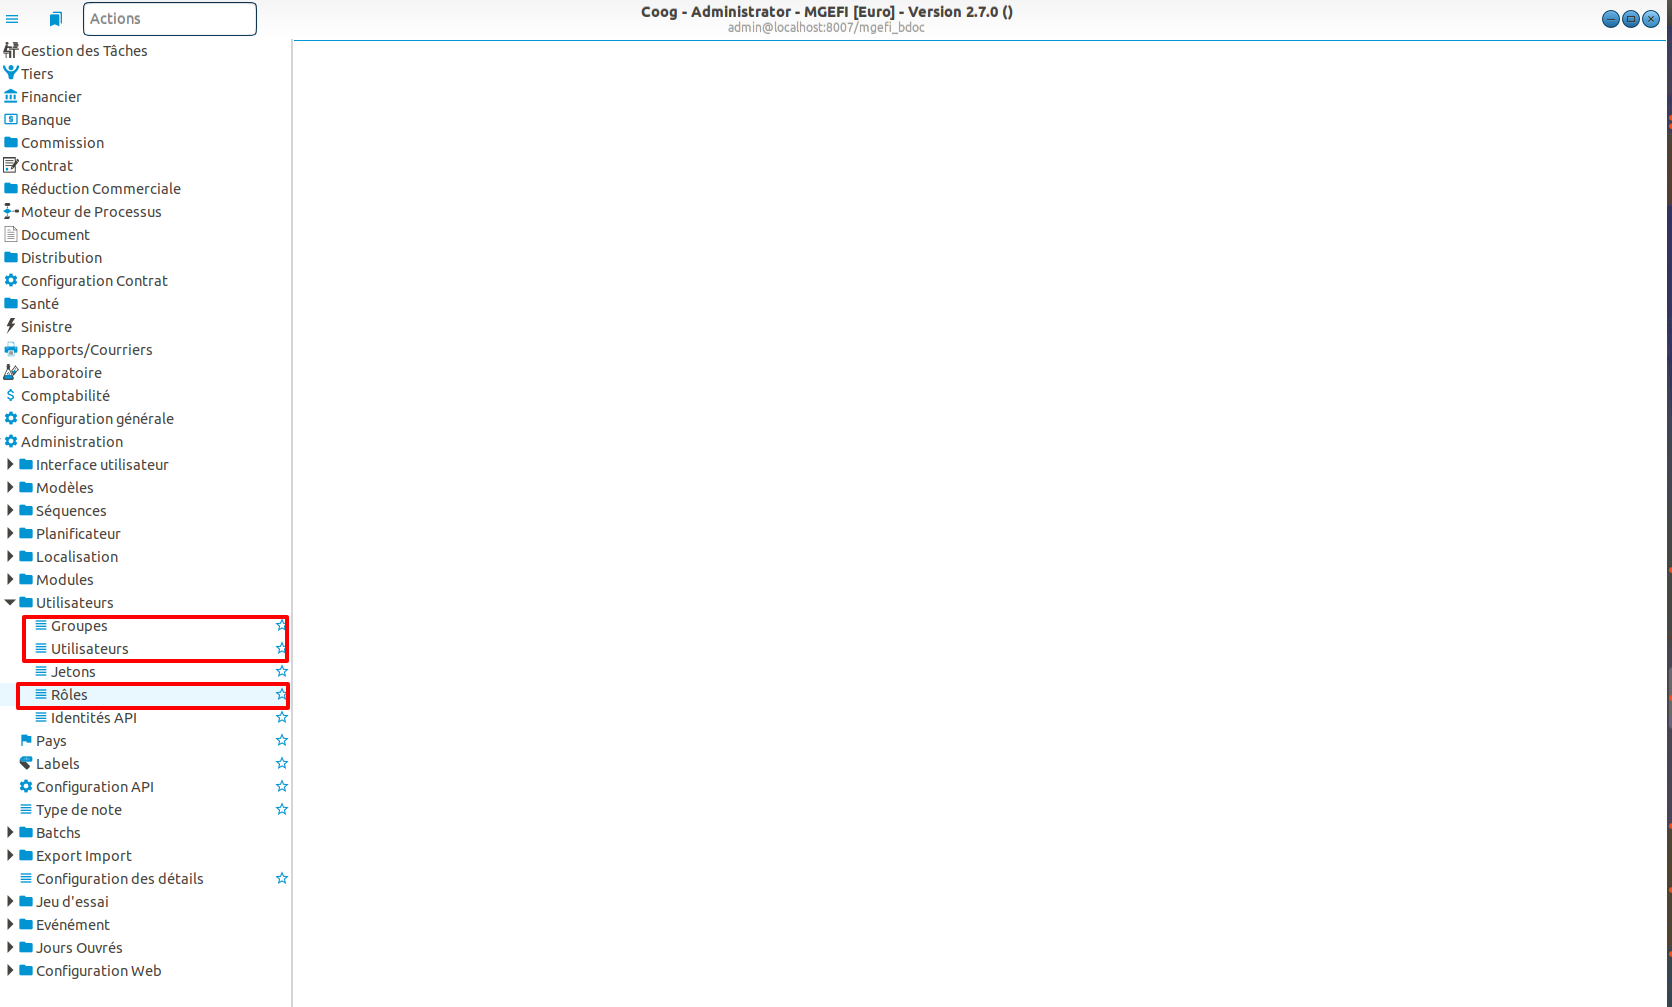 Actions
Coog - Administrator - MGEFI [Euro] - Version 2.7.0 ()
admin@localhost:8007/mgefi_bdoc
Gestion des Tâches
Tiers
Financier
Banque
Commission
Contrat
Réduction Commerciale
Moteur de Processus
Document
Distribution
Configuration Contrat
Santé
Sinistre
Rapports/Courriers
Laboratoire
Comptabilité
Configuration générale
Administration
Interface utilisateur
Modèles
Séquences
Planificateur
Localisation
Modules
Utilisateurs
Groupes
Utilisateurs
Jetons
Rôles
Identités API
Pays
Labels
Configuration API
Type de note
Batchs
Export Import
Configuration des détails
Jeu d'essai
Evénément
Jours Ouvrés
Configuration Web